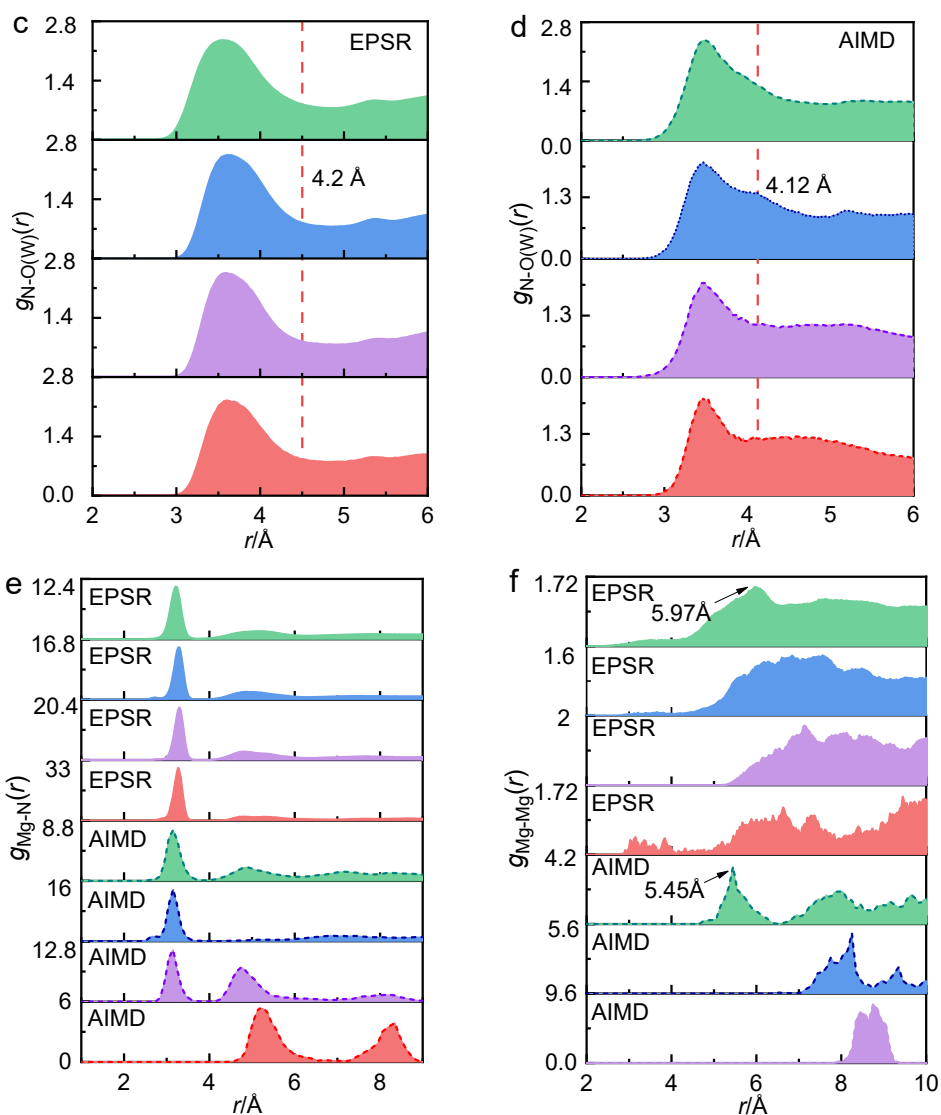 c
EPSR
2.8
1.4
2.8
1.4
4.2 Å
2.8
1.4
2.8
1.4
0.0
gN-O(W)(r)
2 3 4 5 6
r/Å
d
AIMD
2.8
1.4
0.0
1.3
4.12 Å
0.0
1.3
0.0
1.3
0.0
gN-O(W)(r)
2 3 4 5 6
r/Å
e
12.4
EPSR
16.8
EPSR
20.4
EPSR
33
EPSR
8.8
AIMD
16
AIMD
12.8
AIMD
6
AIMD
0
gMg-N(r)
2 4 6 8
r/Å
f
1.72
EPSR
5.97Å
1.6
EPSR
2
EPSR
1.72
EPSR
4.2
AIMD
5.45Å
5.6
AIMD
9.6
AIMD
0.0
gMg-Mg(r)
2 4 6 8 10
r/Å